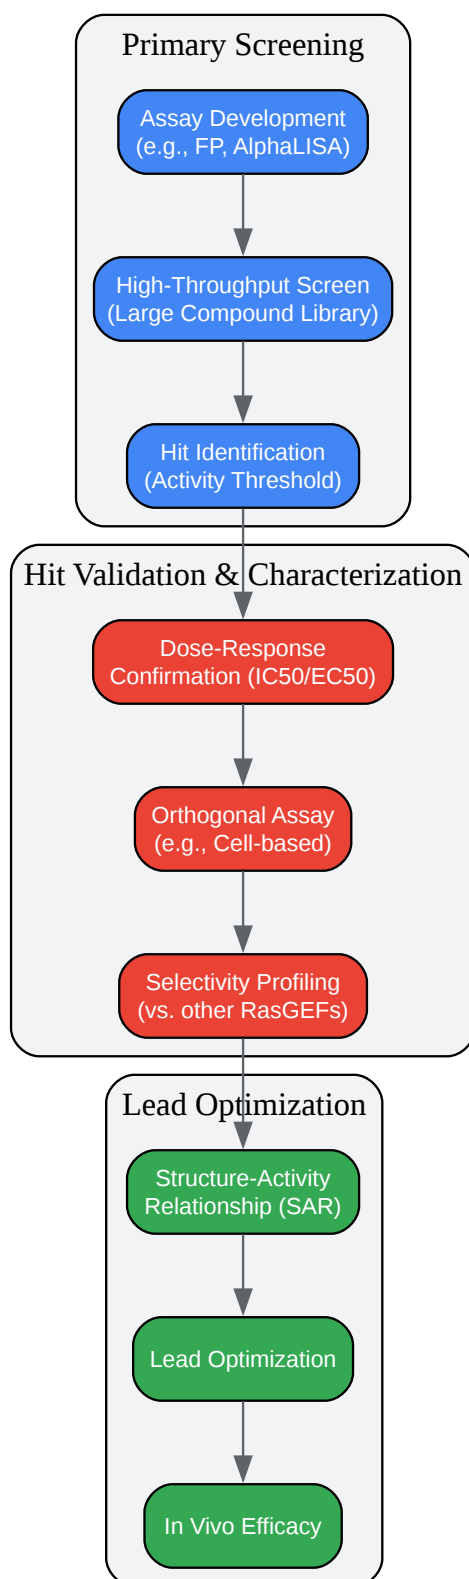 Primary Screening
Assay Development
(e.g., FP, AlphaLISA)
High-Throughput Screen
(Large Compound Library)
Hit Identification
(Activity Threshold)
Hit Validation & Characterization
Dose-Response
Confirmation (IC50/EC50)
Orthogonal Assay
(e.g., Cell-based)
Selectivity Profiling
(vs. other RasGEFs)
Lead Optimization
Structure-Activity
Relationship (SAR)
Lead Optimization
In Vivo Efficacy